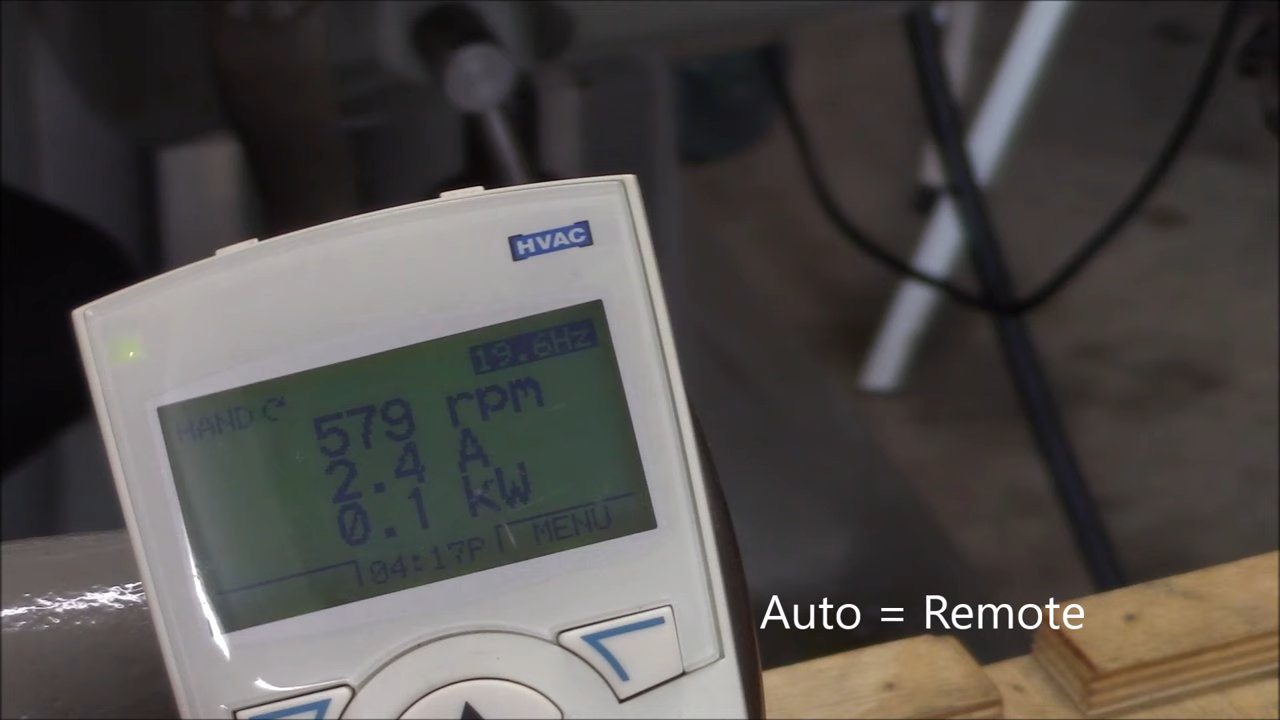 HVAC
19.6Hz
HAND
579 rpm
2.4 A
0.1 kW
04:17P MENU
Auto = Remote